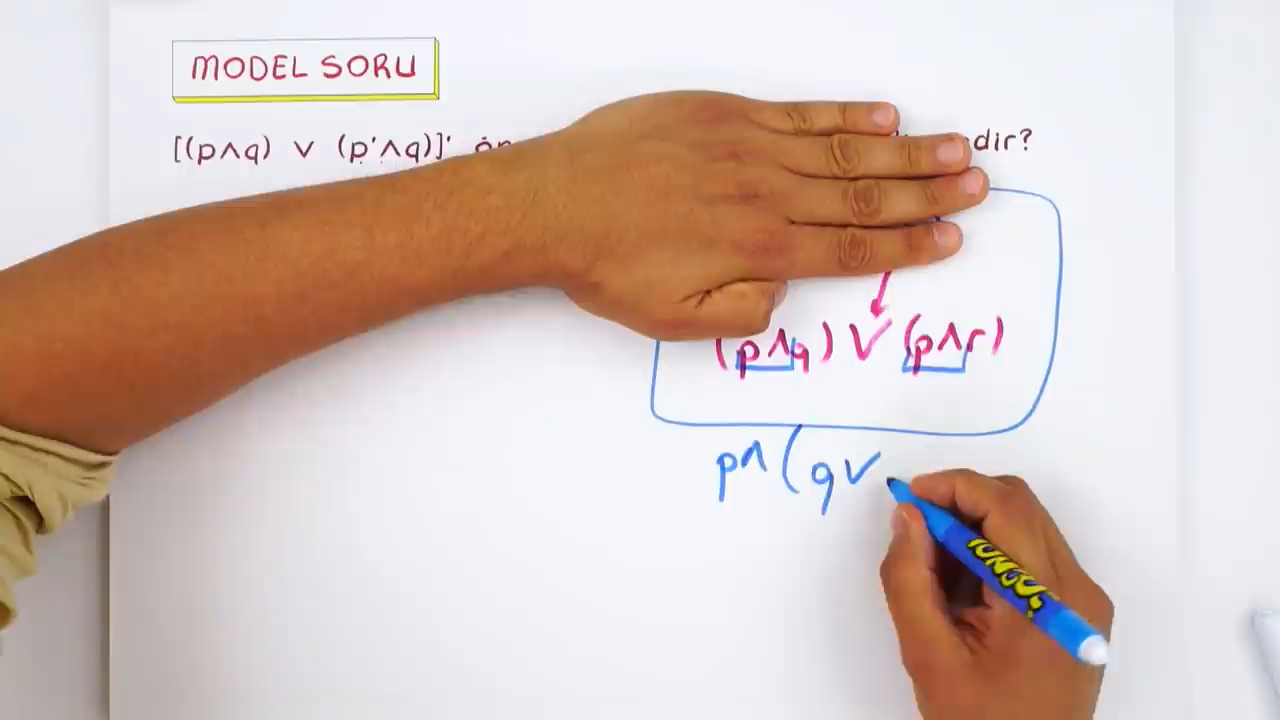 MODEL SORU
[(p∧q) ∨ (p'∧q)]' dir?
(p∧q) ∨ (p∧r)
p∧(q∨